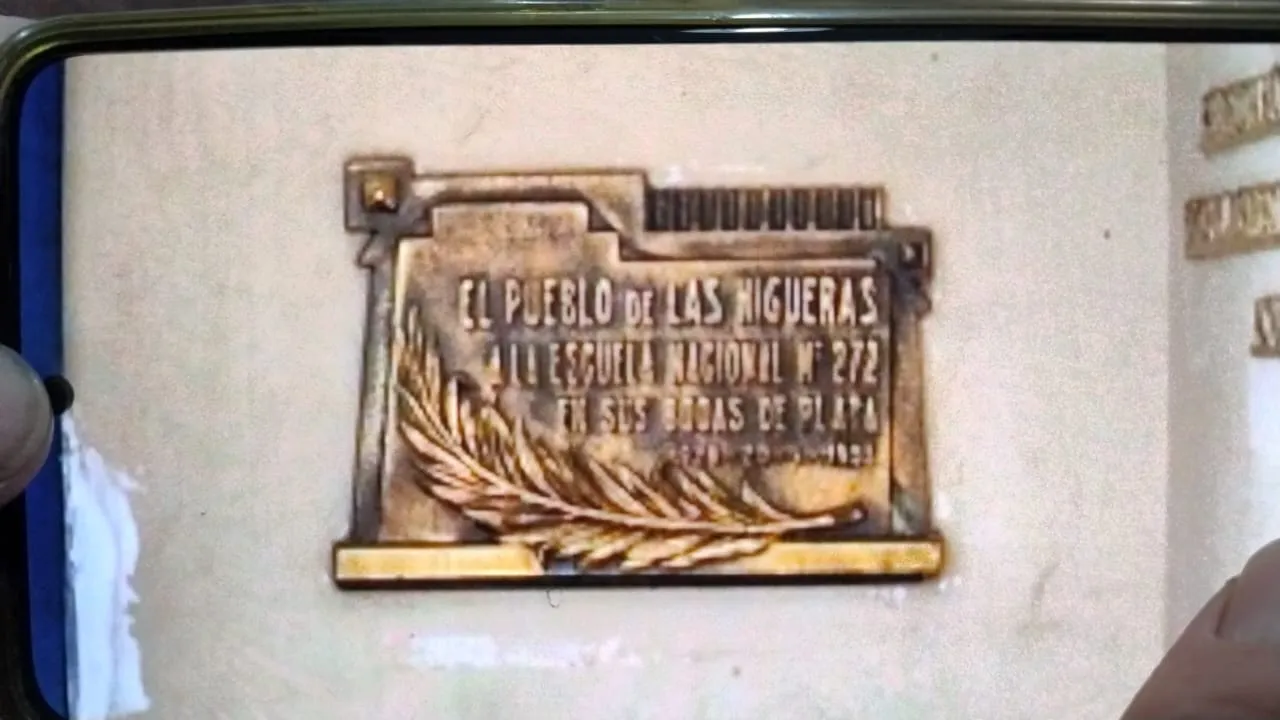 EL PUEBLO DE LAS HIGUERAS
A LA ESCUELA NACIONAL Nº 272
EN SUS BODAS DE PLATA